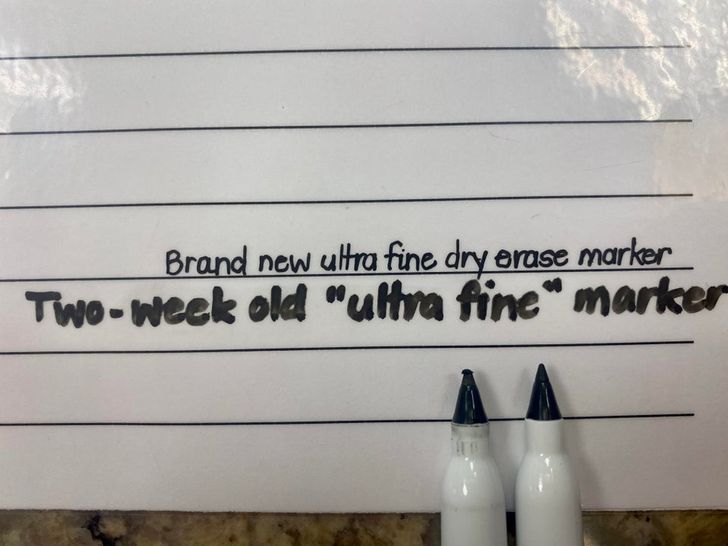 Brand new ultra fine dry erase marker
Two-week old "ultra fine" marker